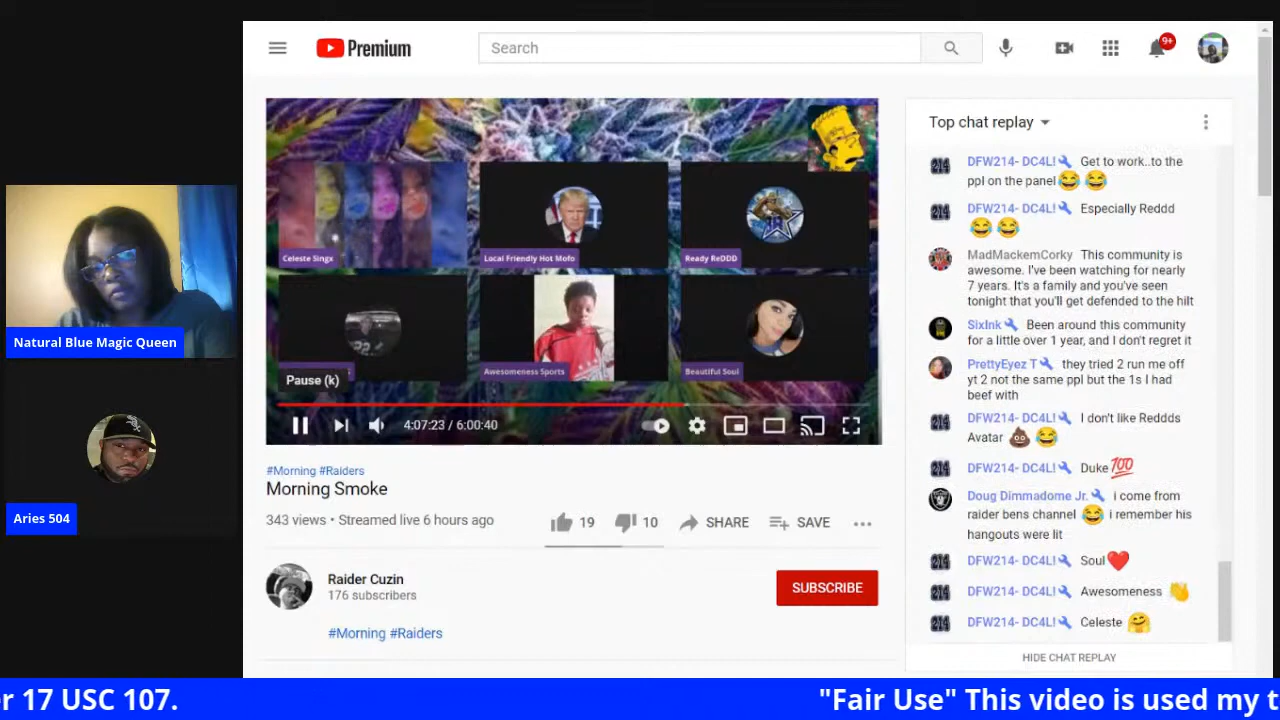 Premium
Search
9+
Celeste Singx
Local Friendly Hot Mofo
Ready ReDDD
Awesomeness Sports
Beautiful Soul
Pause (k)
4:07:23 / 6:00:40
#Morning #Raiders
Morning Smoke
343 views • Streamed live 6 hours ago
19
10
SHARE
SAVE
Raider Cuzin
176 subscribers
SUBSCRIBE
#Morning #Raiders
Top chat replay
DFW214- DC4L! Get to work..to the
ppl on the panel 😂 😂
DFW214- DC4L! Especially Reddd
😂 😂
MadMackemCorky This community is
awesome. I've been watching for nearly
7 years. It's a family and you've seen
tonight that you'll get defended to the hilt
SixInk Been around this community
for a little over 1 year, and I don't regret it
PrettyEyez T they tried 2 run me off
yt 2 not the same ppl but the 1s I had
beef with
DFW214- DC4L! I don't like Reddds
Avatar 💩 😂
DFW214- DC4L! Duke 💯
Doug Dimmadome Jr. i come from
raider bens channel 😂 i remember his
hangouts were lit
DFW214- DC4L! Soul ❤️
DFW214- DC4L! Awesomeness 👏
DFW214- DC4L! Celeste 🤗
HIDE CHAT REPLAY
Natural Blue Magic Queen
Aries 504
er 17 USC 107. "Fair Use" This video is used my t